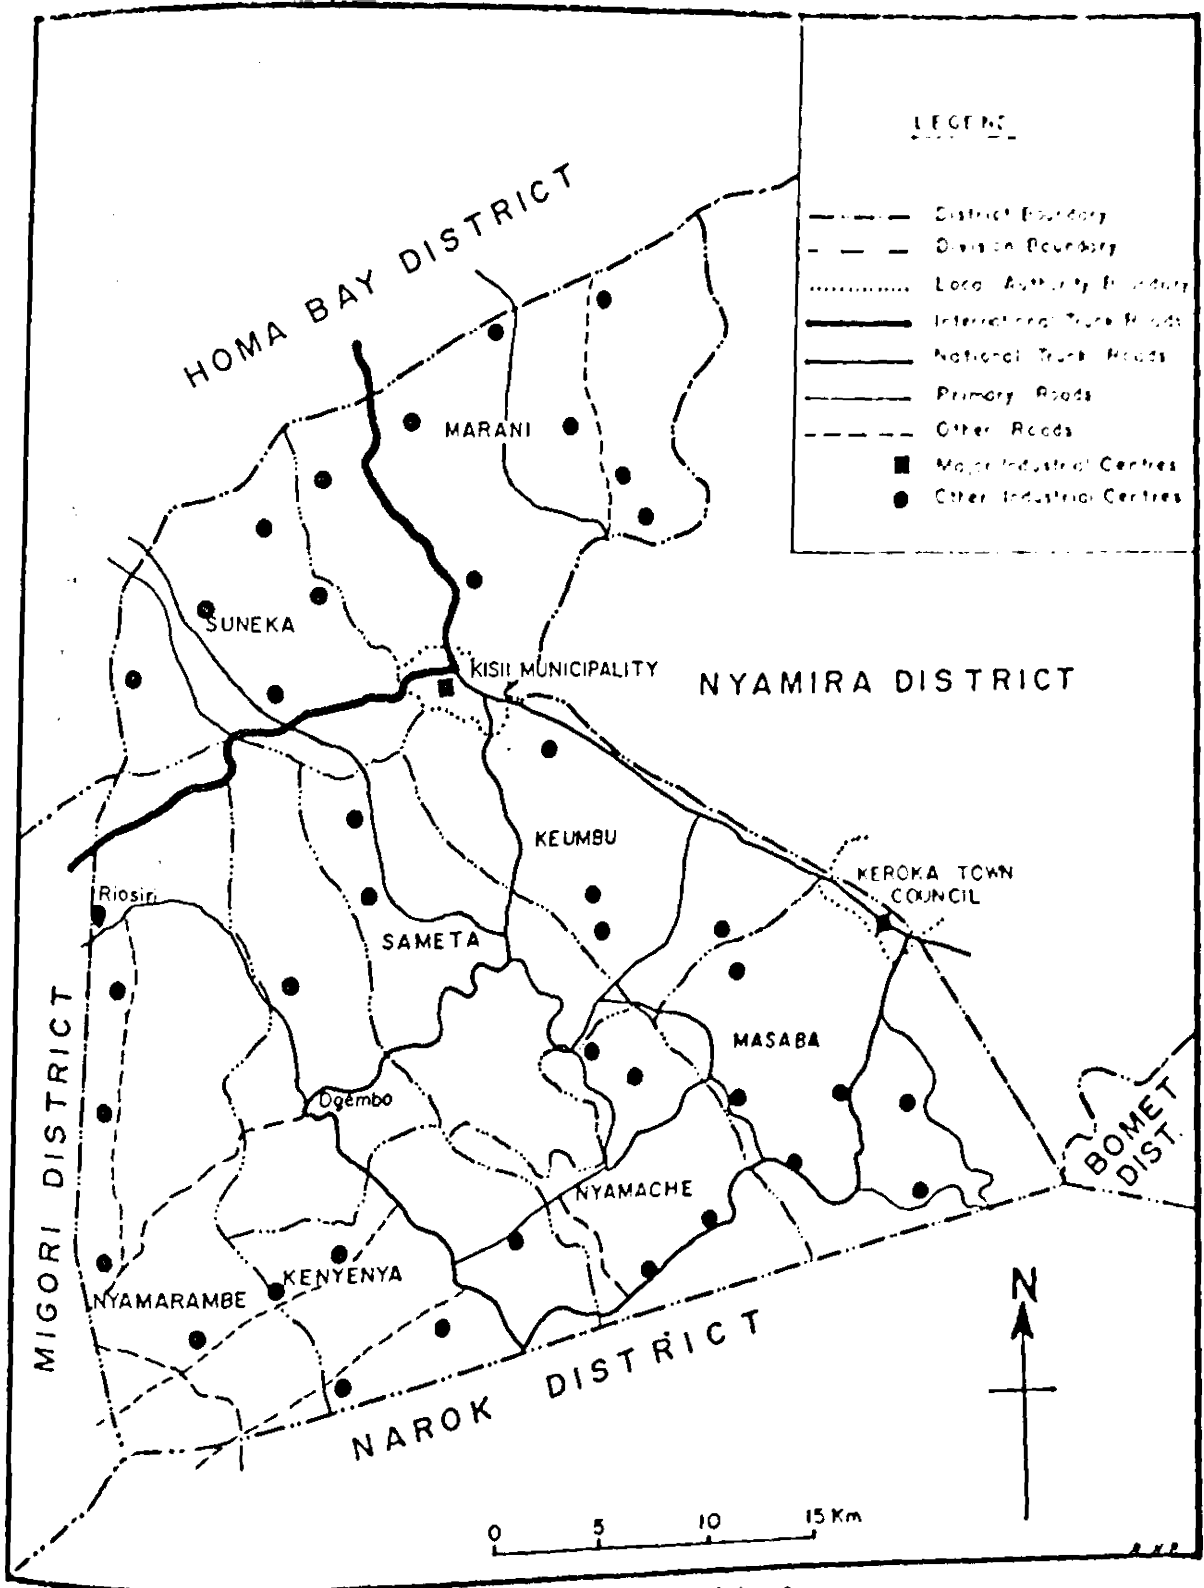 LEGEND
District Boundary
Division Boundary
Local Authority Boundary
International Truck Roads
National Truck Roads
Primary Roads
Other Roads
Major Industrial Centres
Other Industrial Centres
HOMA BAY DISTRICT
MARANI
SUNEKA
KISII MUNICIPALITY
NYAMIRA DISTRICT
KEUMBU
KEROKA TOWN
COUNCIL
Riosiri
SAMETA
MASABA
Ogembo
BOMET
DIST.
MIGORI DISTRICT
NYAMACHE
KENYENYA
NYAMARAMBE
N
NAROK DISTRICT
0 5 10 15 Km